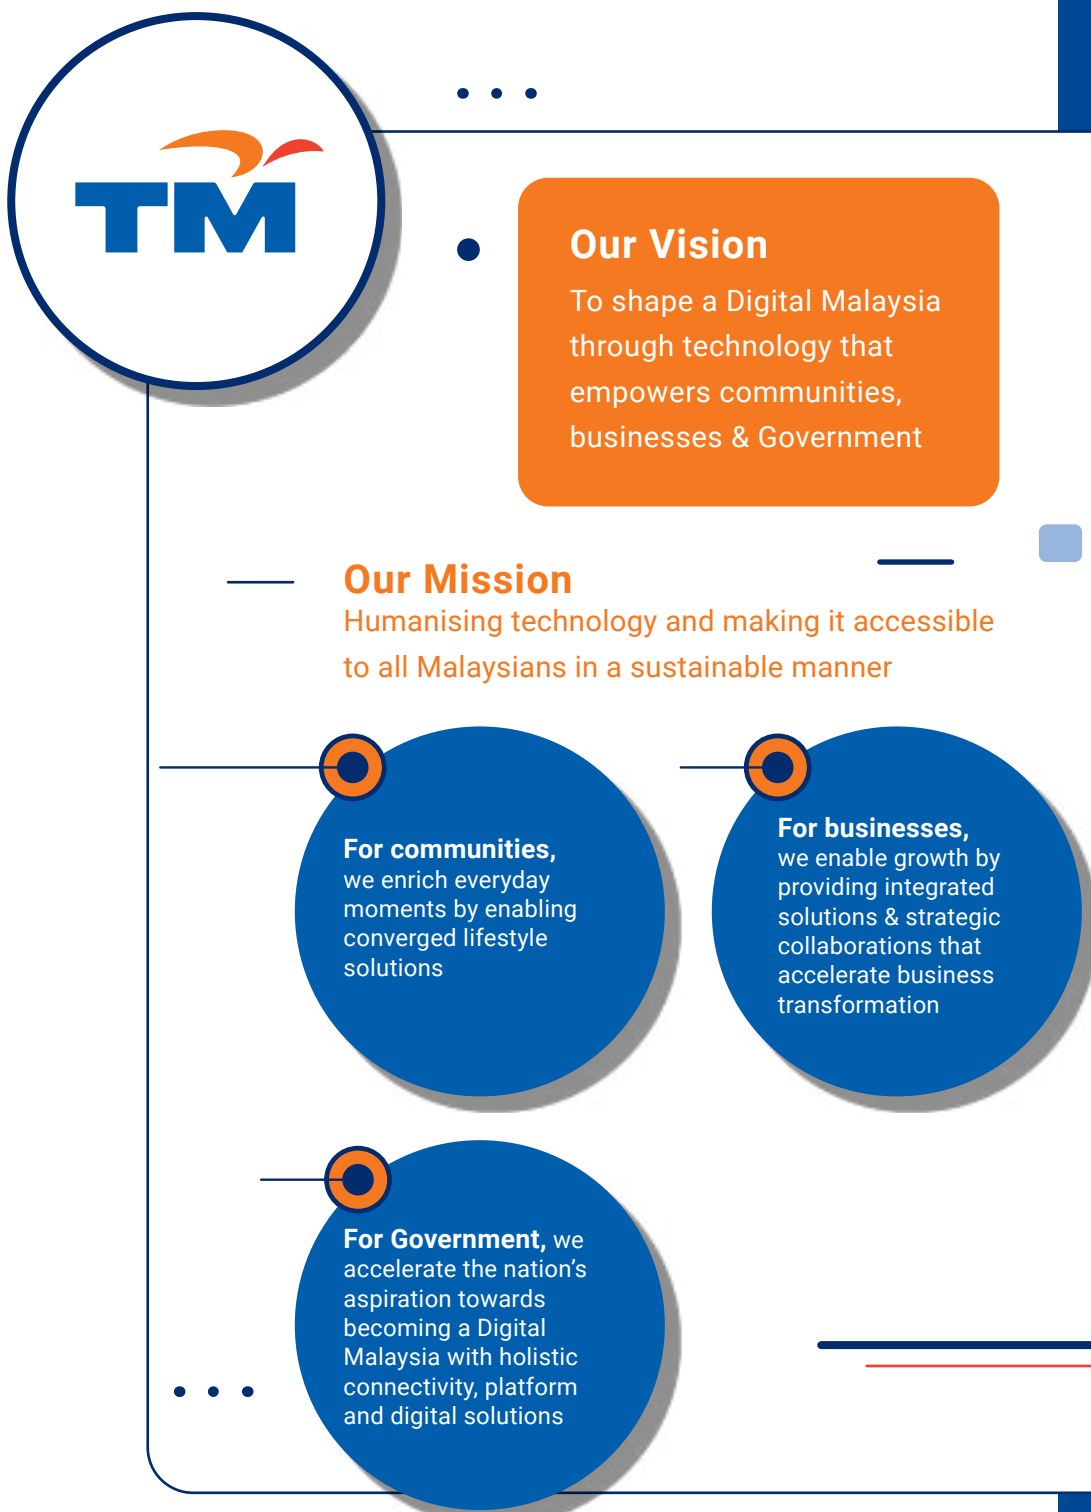 TM
Our Vision
To shape a Digital Malaysia
through technology that
empowers communities,
businesses & Government
Our Mission
Humanising technology and making it accessible
to all Malaysians in a sustainable manner
For communities,
we enrich everyday
moments by enabling
converged lifestyle
solutions
For businesses,
we enable growth by
providing integrated
solutions & strategic
collaborations that
accelerate business
transformation
For Government, we
accelerate the nation’s
aspiration towards
becoming a Digital
Malaysia with holistic
connectivity, platform
and digital solutions